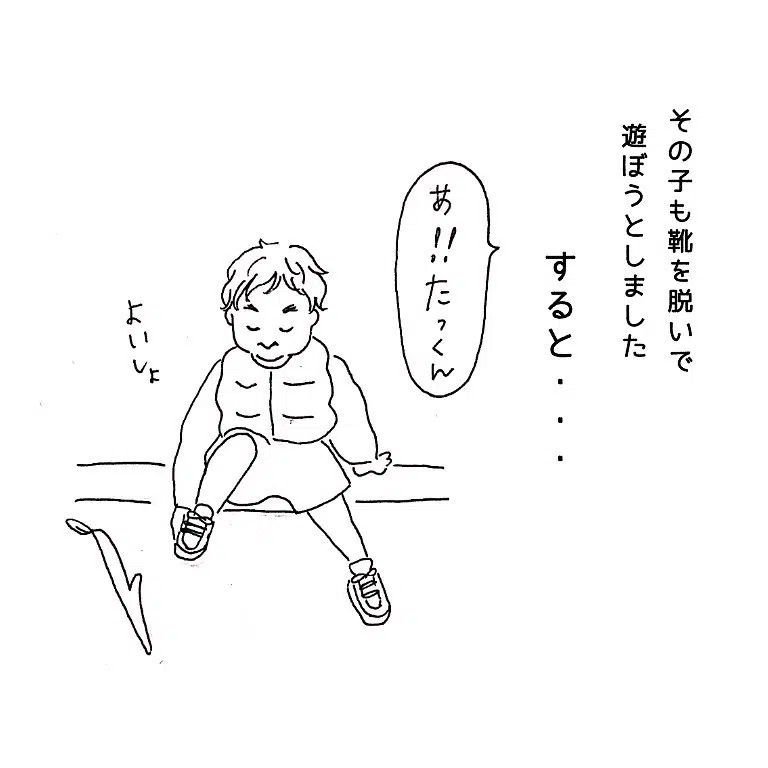 その子も靴を脱いで
遊ぼうとしました
すると・・・
あ!!たっくん
よいしょ